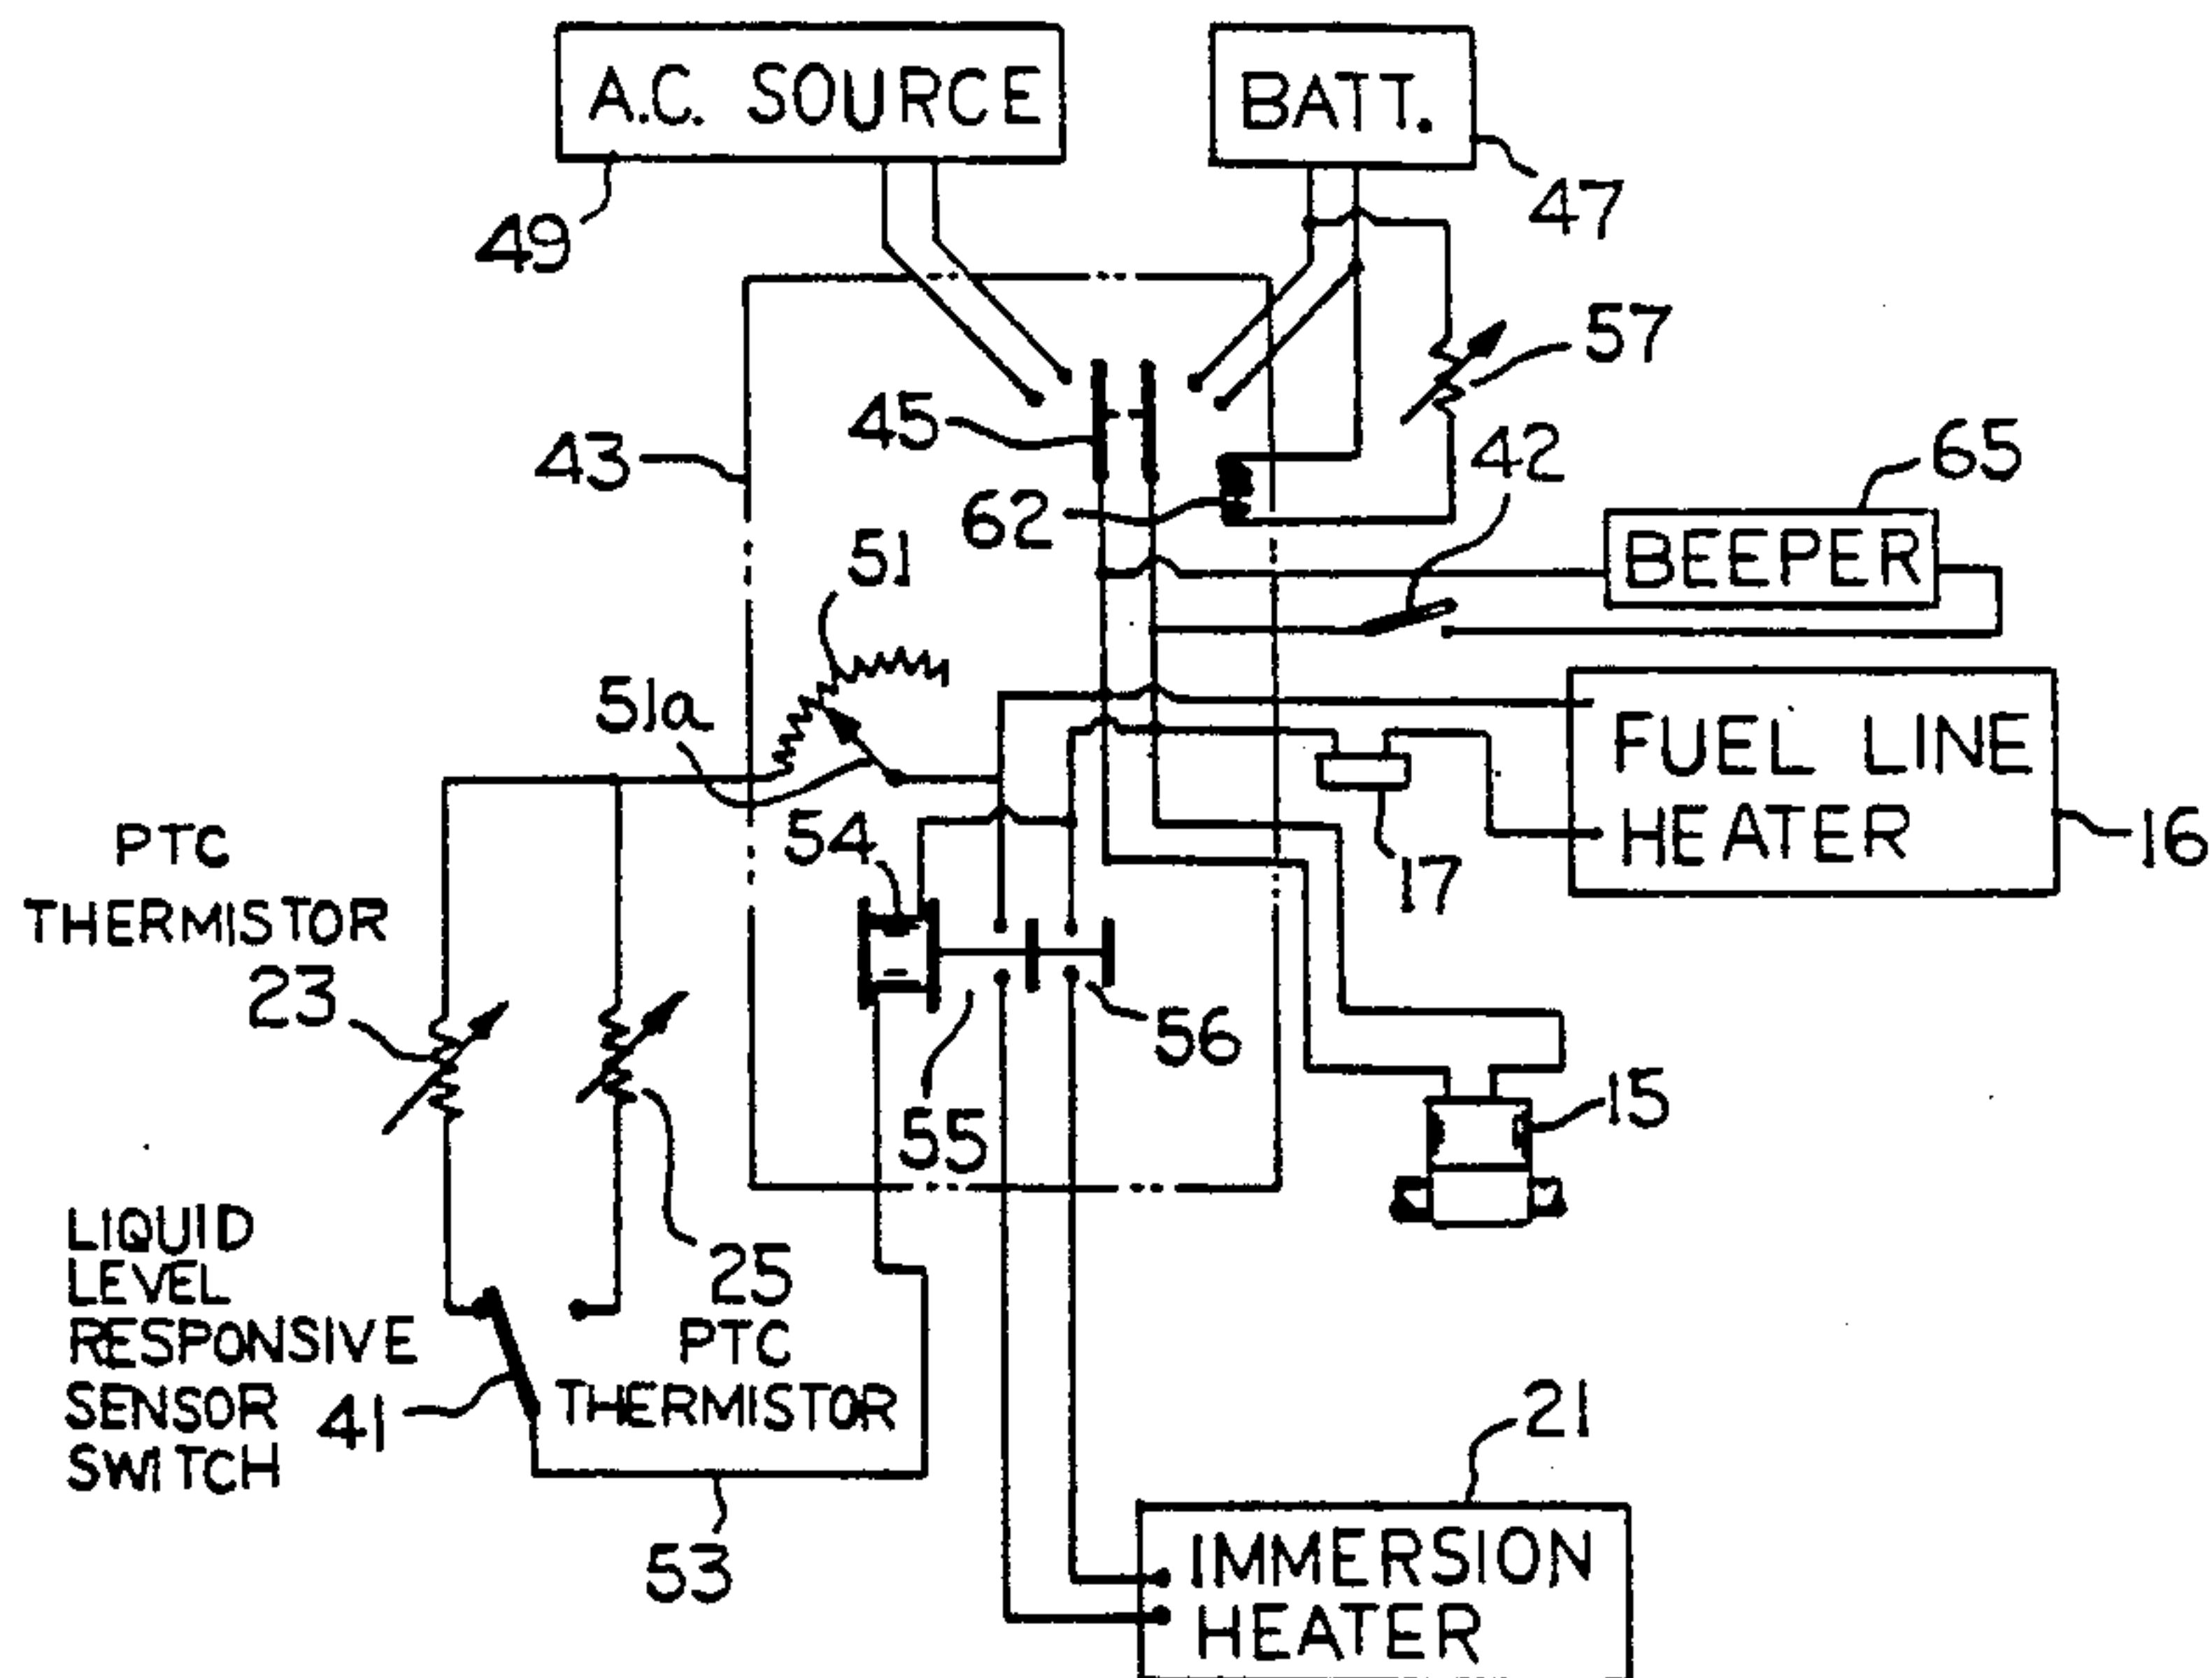 A.C. SOURCE
BATT.
49
47
57
43
45
42
65
62
BEEPER
51
51a
FUEL LINE
HEATER
16
54
17
PTC
THERMISTOR
23
56
55
15
LIQUID
LEVEL
RESPONSIVE
SENSOR
SWITCH
41
25
PTC
THERMISTOR
53
21
IMMERSION
HEATER